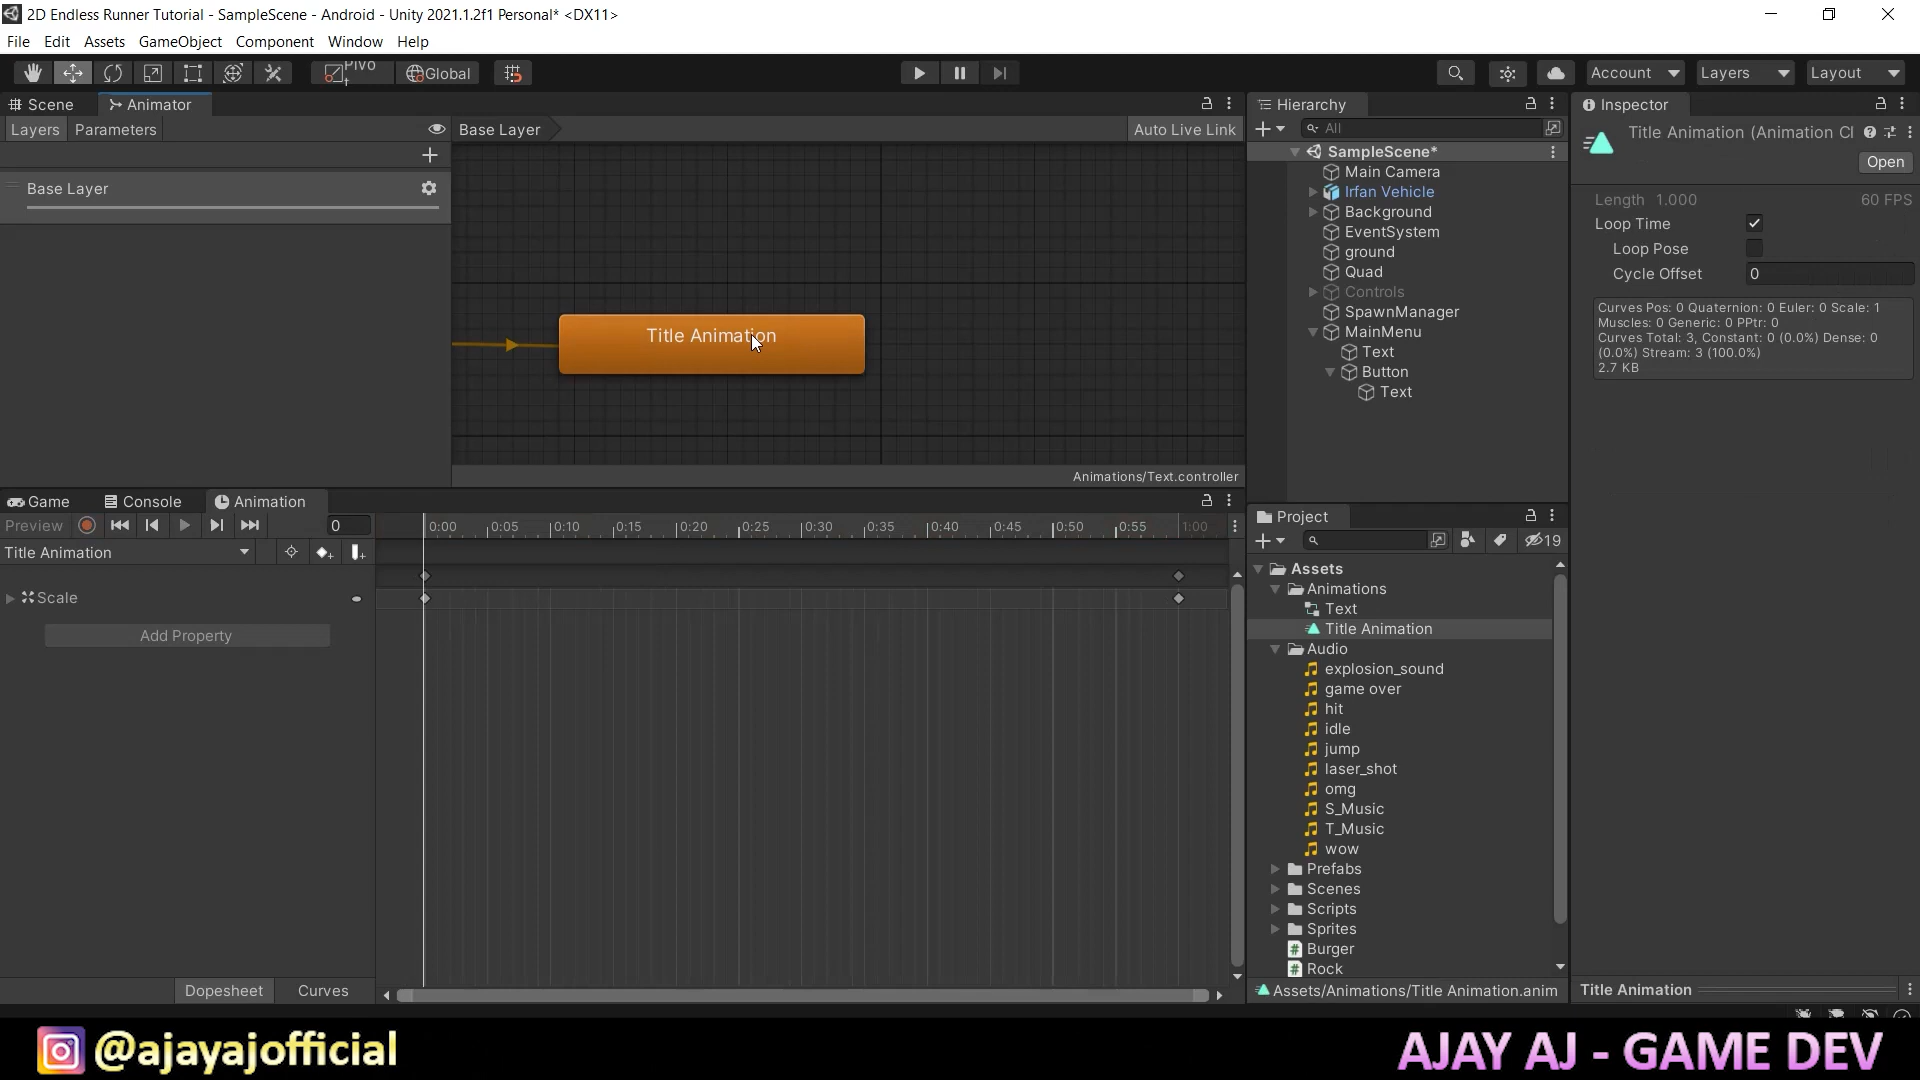 2D Endless Runner Tutorial - SampleScene - Android - Unity 2021.1.2f1 Personal* <DX11>
File Edit Assets GameObject Component Window Help
Pivot Global Account Layers Layout
Scene Animator
Layers Parameters Base Layer Auto Live Link
Base Layer
Title Animation
Animations/Text.controller
Hierarchy
All
SampleScene*
Main Camera
Irfan Vehicle
Background
EventSystem
ground
Quad
Controls
SpawnManager
MainMenu
Text
Button
Text
Inspector
Title Animation (Animation Cl
Open
Length 1.000 60 FPS
Loop Time
Loop Pose
Cycle Offset 0
Curves Pos: 0 Quaternion: 0 Euler: 0 Scale: 1
Muscles: 0 Generic: 0 PPtr: 0
Curves Total: 3, Constant: 0 (0.0%) Dense: 0
(0.0%) Stream: 3 (100.0%)
2.7 KB
Game Console Animation
Preview 0 0:00 0:05 0:10 0:15 0:20 0:25 0:30 0:35 0:40 0:45 0:50 0:55 1:00
Title Animation
Scale
Add Property
Dopesheet Curves
Project
19
Assets
Animations
Text
Title Animation
Audio
explosion_sound
game over
hit
idle
jump
laser_shot
omg
S_Music
T_Music
wow
Prefabs
Scenes
Scripts
Sprites
Burger
Rock
Assets/Animations/Title Animation.anim
Title Animation
@ajayajofficial
AJAY AJ - GAME DEV